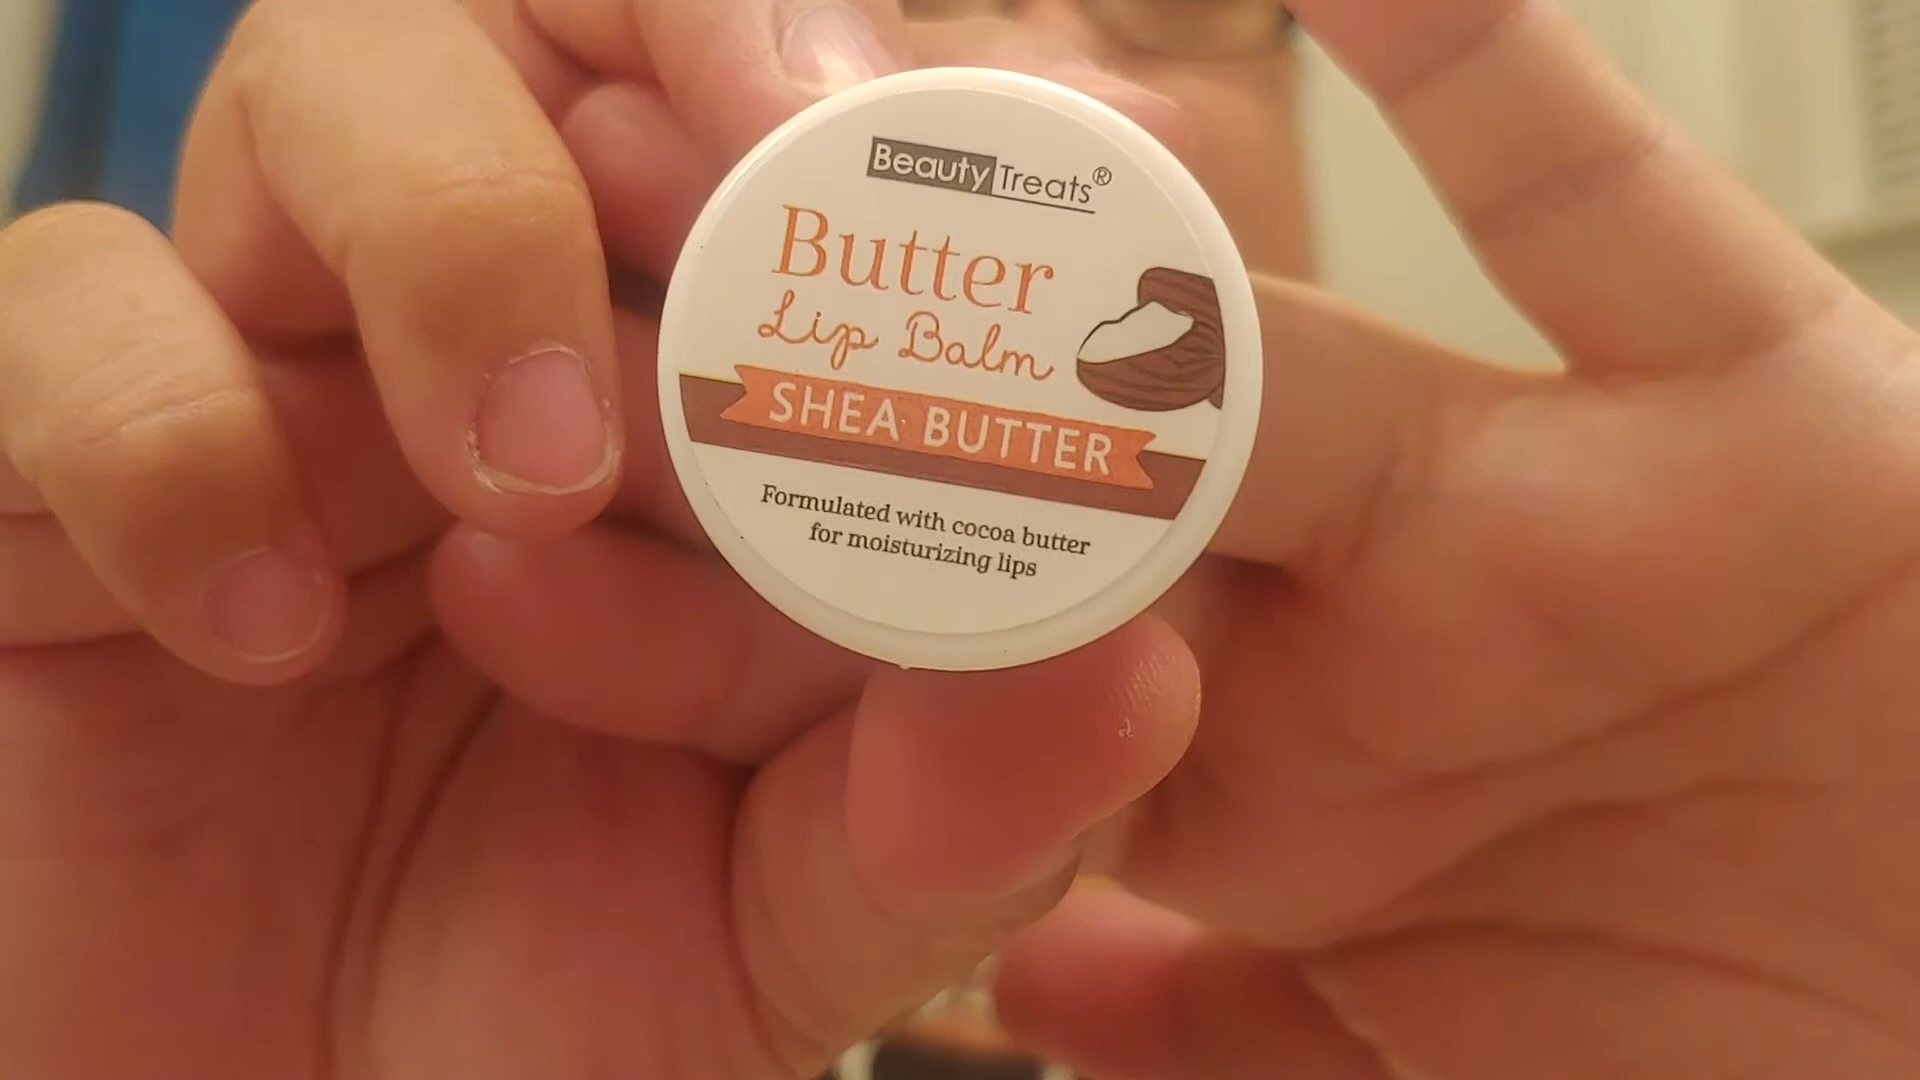 Beauty Treats®
Butter
Lip Balm
SHEA BUTTER
Formulated with cocoa butter
for moisturizing lips